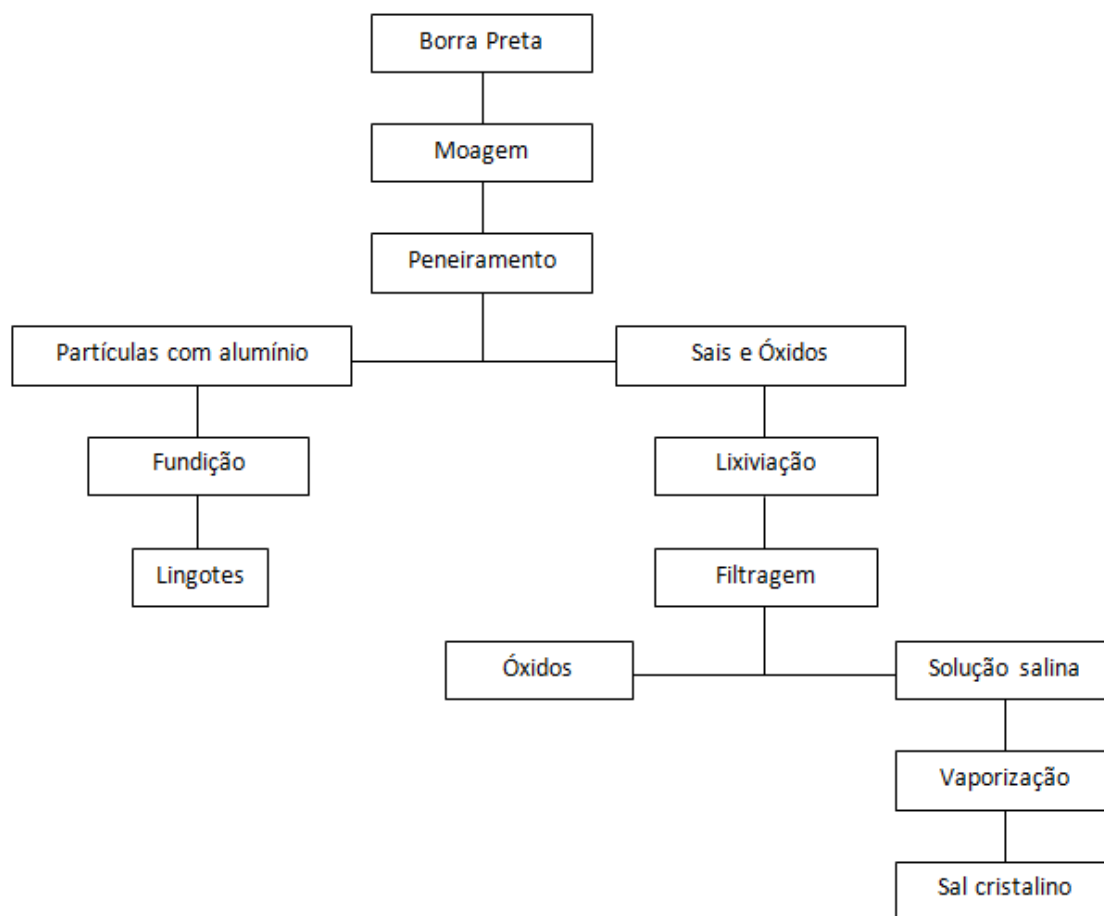 Borra Preta
Moagem
Peneiramento
Partículas com alumínio
Sais e Óxidos
Fundição
Lixiviação
Lingotes
Filtragem
Óxidos
Solução salina
Vaporização
Sal cristalino